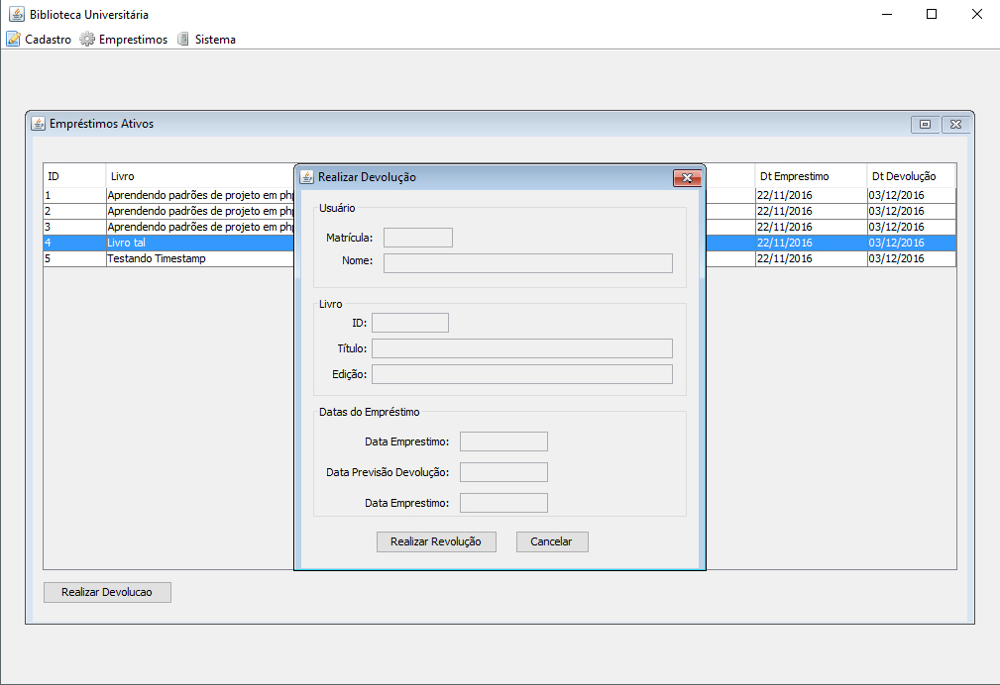 Biblioteca Universitária
Cadastro Emprestimos Sistema
Empréstimos Ativos
ID Livro Dt Emprestimo Dt Devolução
1 Aprendendo padrões de projeto em php 22/11/2016 03/12/2016
2 Aprendendo padrões de projeto em php 22/11/2016 03/12/2016
3 Aprendendo padrões de projeto em php 22/11/2016 03/12/2016
4 Livro tal 22/11/2016 03/12/2016
5 Testando Timestamp 22/11/2016 03/12/2016
Realizar Devolução
Usuário
Matrícula:
Nome:
Livro
ID:
Título:
Edição:
Datas do Empréstimo
Data Emprestimo:
Data Previsão Devolução:
Data Emprestimo:
Realizar Revolução Cancelar
Realizar Devolucao